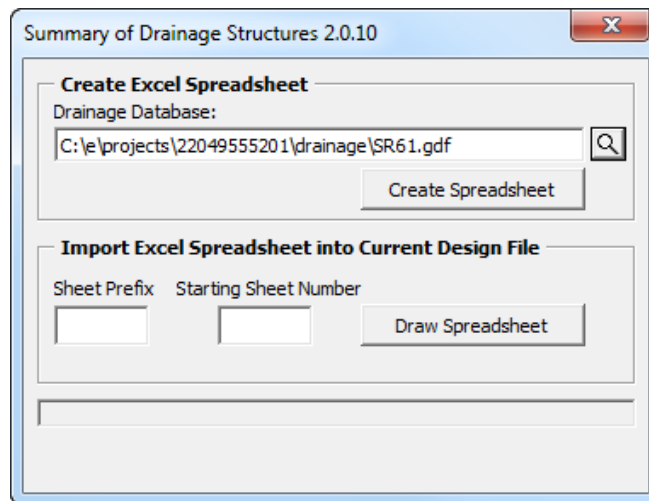 Summary of Drainage Structures 2.0.10
Create Excel Spreadsheet
Drainage Database:
C:\e\projects\22049555201\drainage\SR61.gdf
Create Spreadsheet
Import Excel Spreadsheet into Current Design File
Sheet Prefix Starting Sheet Number
Draw Spreadsheet